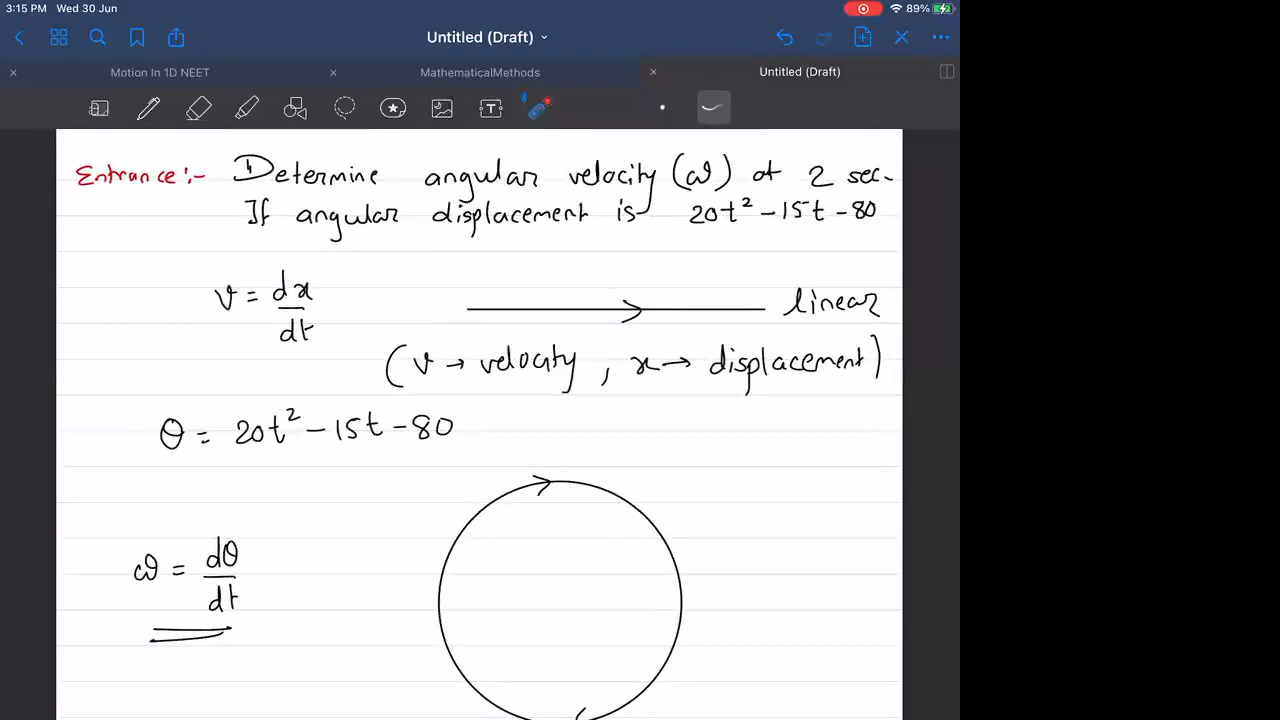 3:15 PM Wed 30 Jun 89%
Untitled (Draft)
Motion In 1D NEET MathematicalMethods Untitled (Draft)
T
Entrance :- Determine angular velocity (ω) at 2 sec.
If angular displacement is 20t² - 15t - 80
v = dx/dt linear
(v → velocity , x → displacement)
θ = 20t² - 15t - 80
ω = dθ/dt